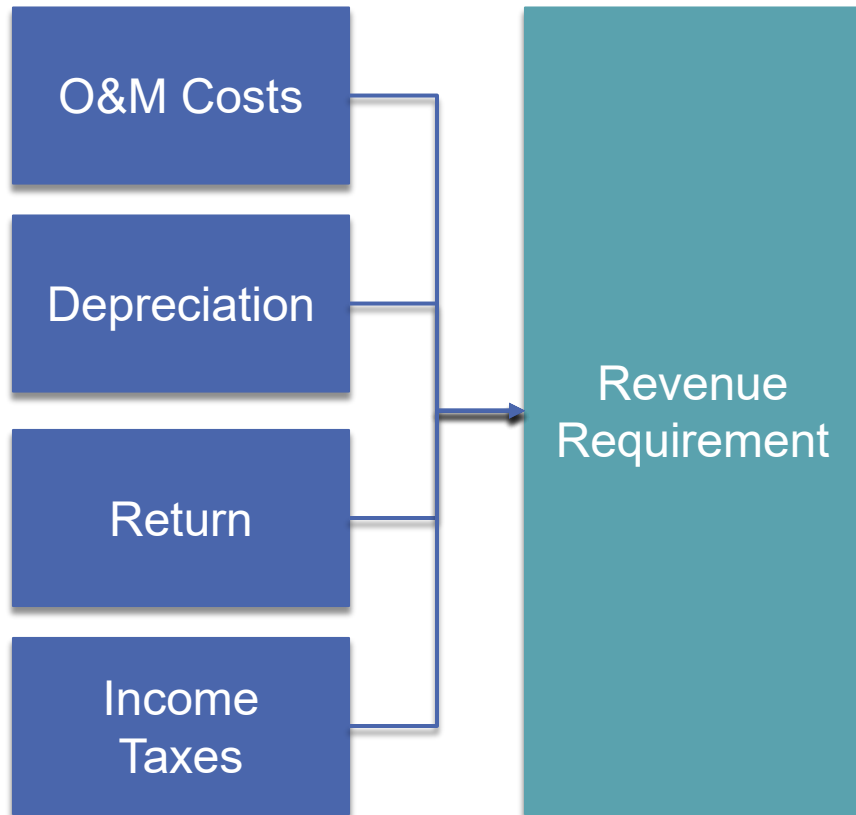 O&M Costs
Depreciation
Return
Income
Taxes
Revenue
Requirement